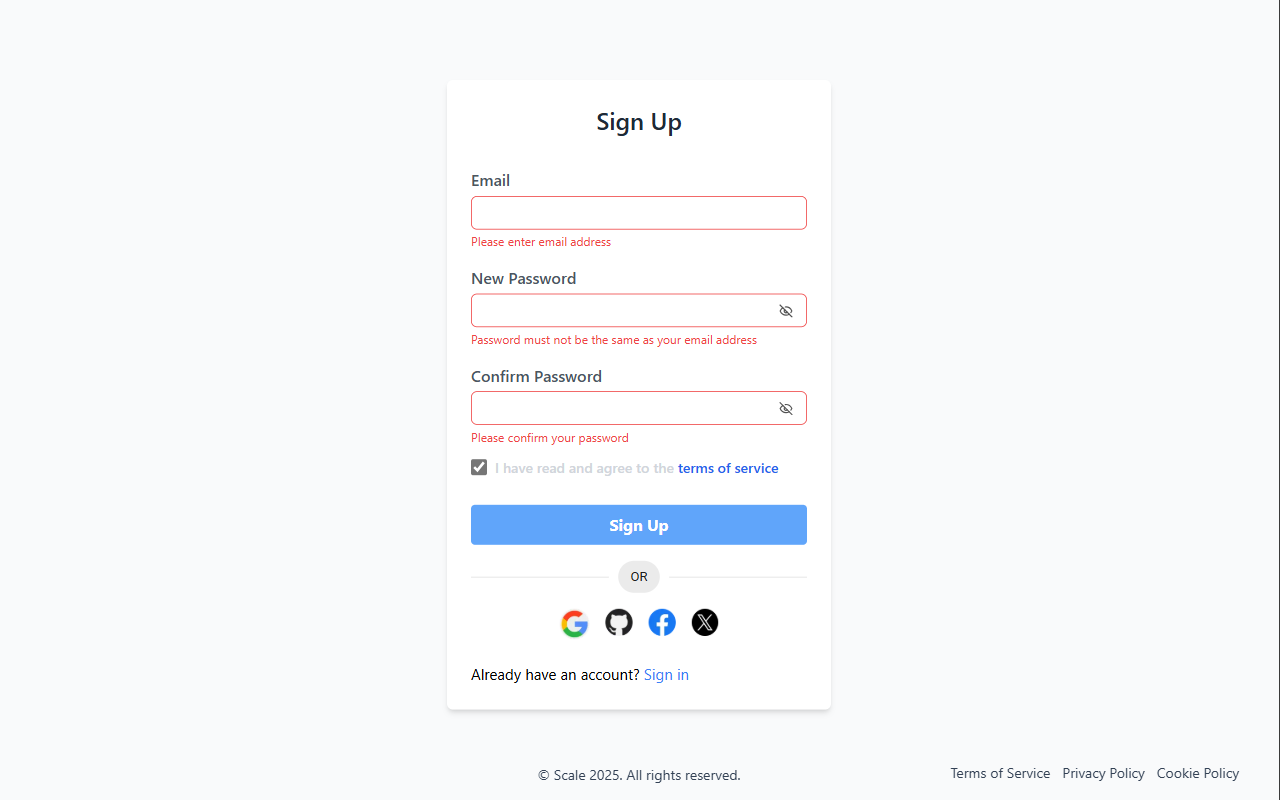 Sign Up
Email
Please enter email address
New Password
Password must not be the same as your email address
Confirm Password
Please confirm your password
I have read and agree to the terms of service
Sign Up
OR
Already have an account? Sign in
© Scale 2025. All rights reserved.
Terms of Service Privacy Policy Cookie Policy